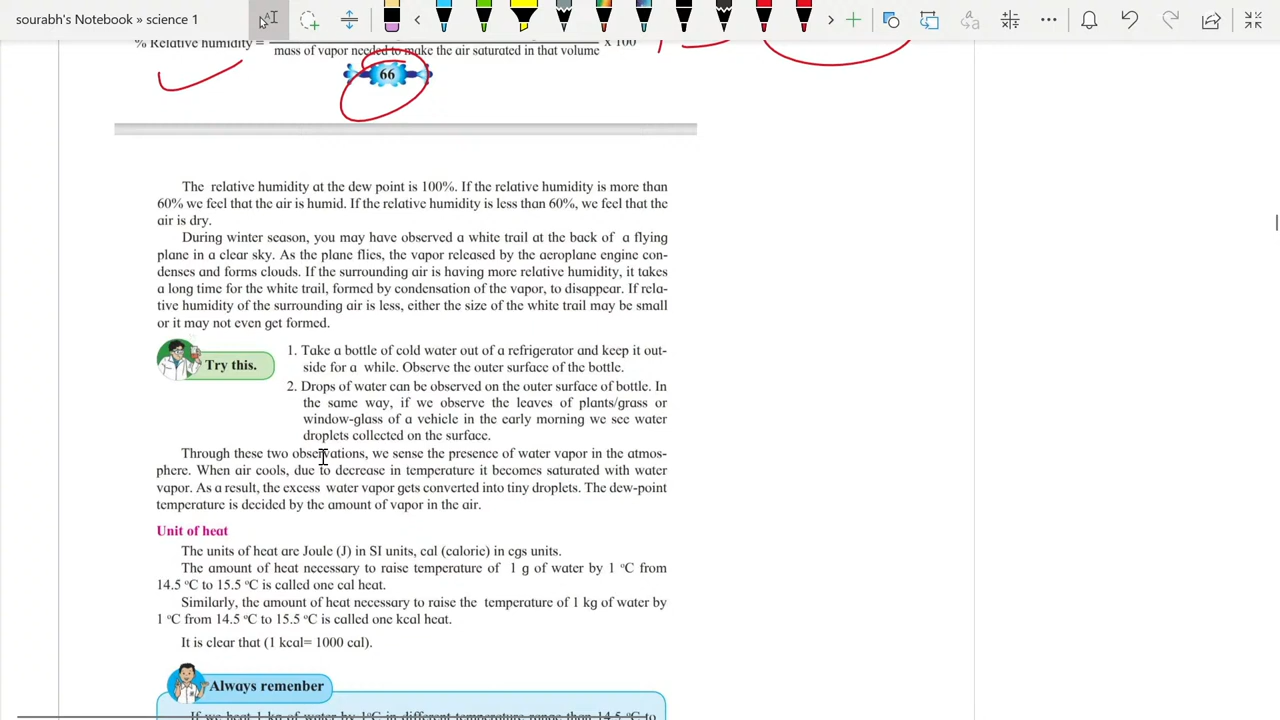 sourabh's Notebook » science 1
% Relative humidity =
mass of vapor needed to make the air saturated in that volume
x 100
66
The relative humidity at the dew point is 100%. If the relative humidity is more than
60% we feel that the air is humid. If the relative humidity is less than 60%, we feel that the
air is dry.
During winter season, you may have observed a white trail at the back of a flying
plane in a clear sky. As the plane flies, the vapor released by the aeroplane engine con-
denses and forms clouds. If the surrounding air is having more relative humidity, it takes
a long time for the white trail, formed by condensation of the vapor, to disappear. If rela-
tive humidity of the surrounding air is less, either the size of the white trail may be small
or it may not even get formed.
Try this.
1. Take a bottle of cold water out of a refrigerator and keep it out-
side for a while. Observe the outer surface of the bottle.
2. Drops of water can be observed on the outer surface of bottle. In
the same way, if we observe the leaves of plants/grass or
window-glass of a vehicle in the early morning we see water
droplets collected on the surface.
Through these two observations, we sense the presence of water vapor in the atmos-
phere. When air cools, due to decrease in temperature it becomes saturated with water
vapor. As a result, the excess water vapor gets converted into tiny droplets. The dew-point
temperature is decided by the amount of vapor in the air.
Unit of heat
The units of heat are Joule (J) in SI units, cal (caloric) in cgs units.
The amount of heat necessary to raise temperature of 1 g of water by 1 °C from
14.5 °C to 15.5 °C is called one cal heat.
Similarly, the amount of heat necessary to raise the temperature of 1 kg of water by
1 °C from 14.5 °C to 15.5 °C is called one kcal heat.
It is clear that (1 kcal= 1000 cal).
Always remenber
If we heat 1 kg of water by 1°C in different temperature range than 14.5 °C to